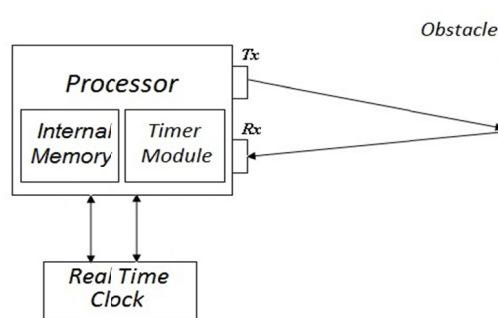 Obstacle
Tx
Processor
Internal
Memory
Timer
Module
Rx
Real Time
Clock